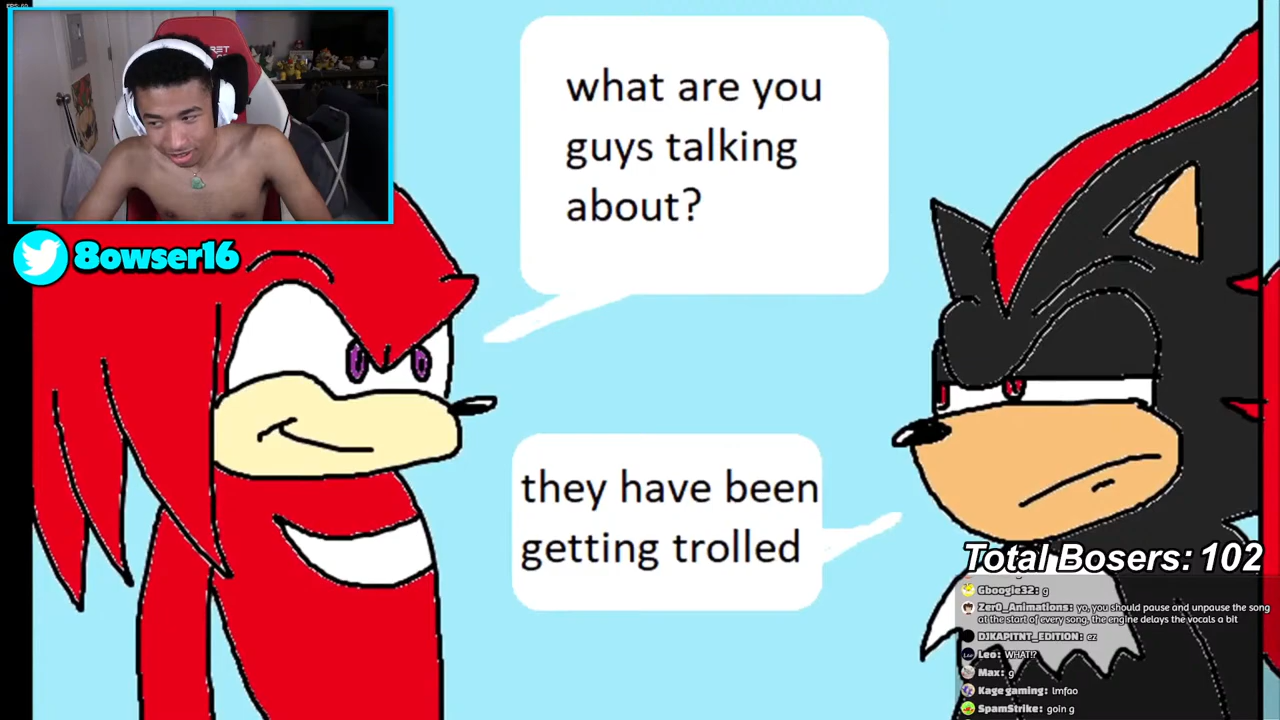 8owser16
what are you
guys talking
about?
they have been
getting trolled
Total Bosers: 102
Gboogie32: g
Zer0_Animations: yo, you should pause and unpause the song
at the start of every song, the engine delays the vocals a bit
DJKAPITNT_EDITION: ez
Leo: WHAT!?
Max: g
Kage gaming: lmfao
SpamStrike: goin g